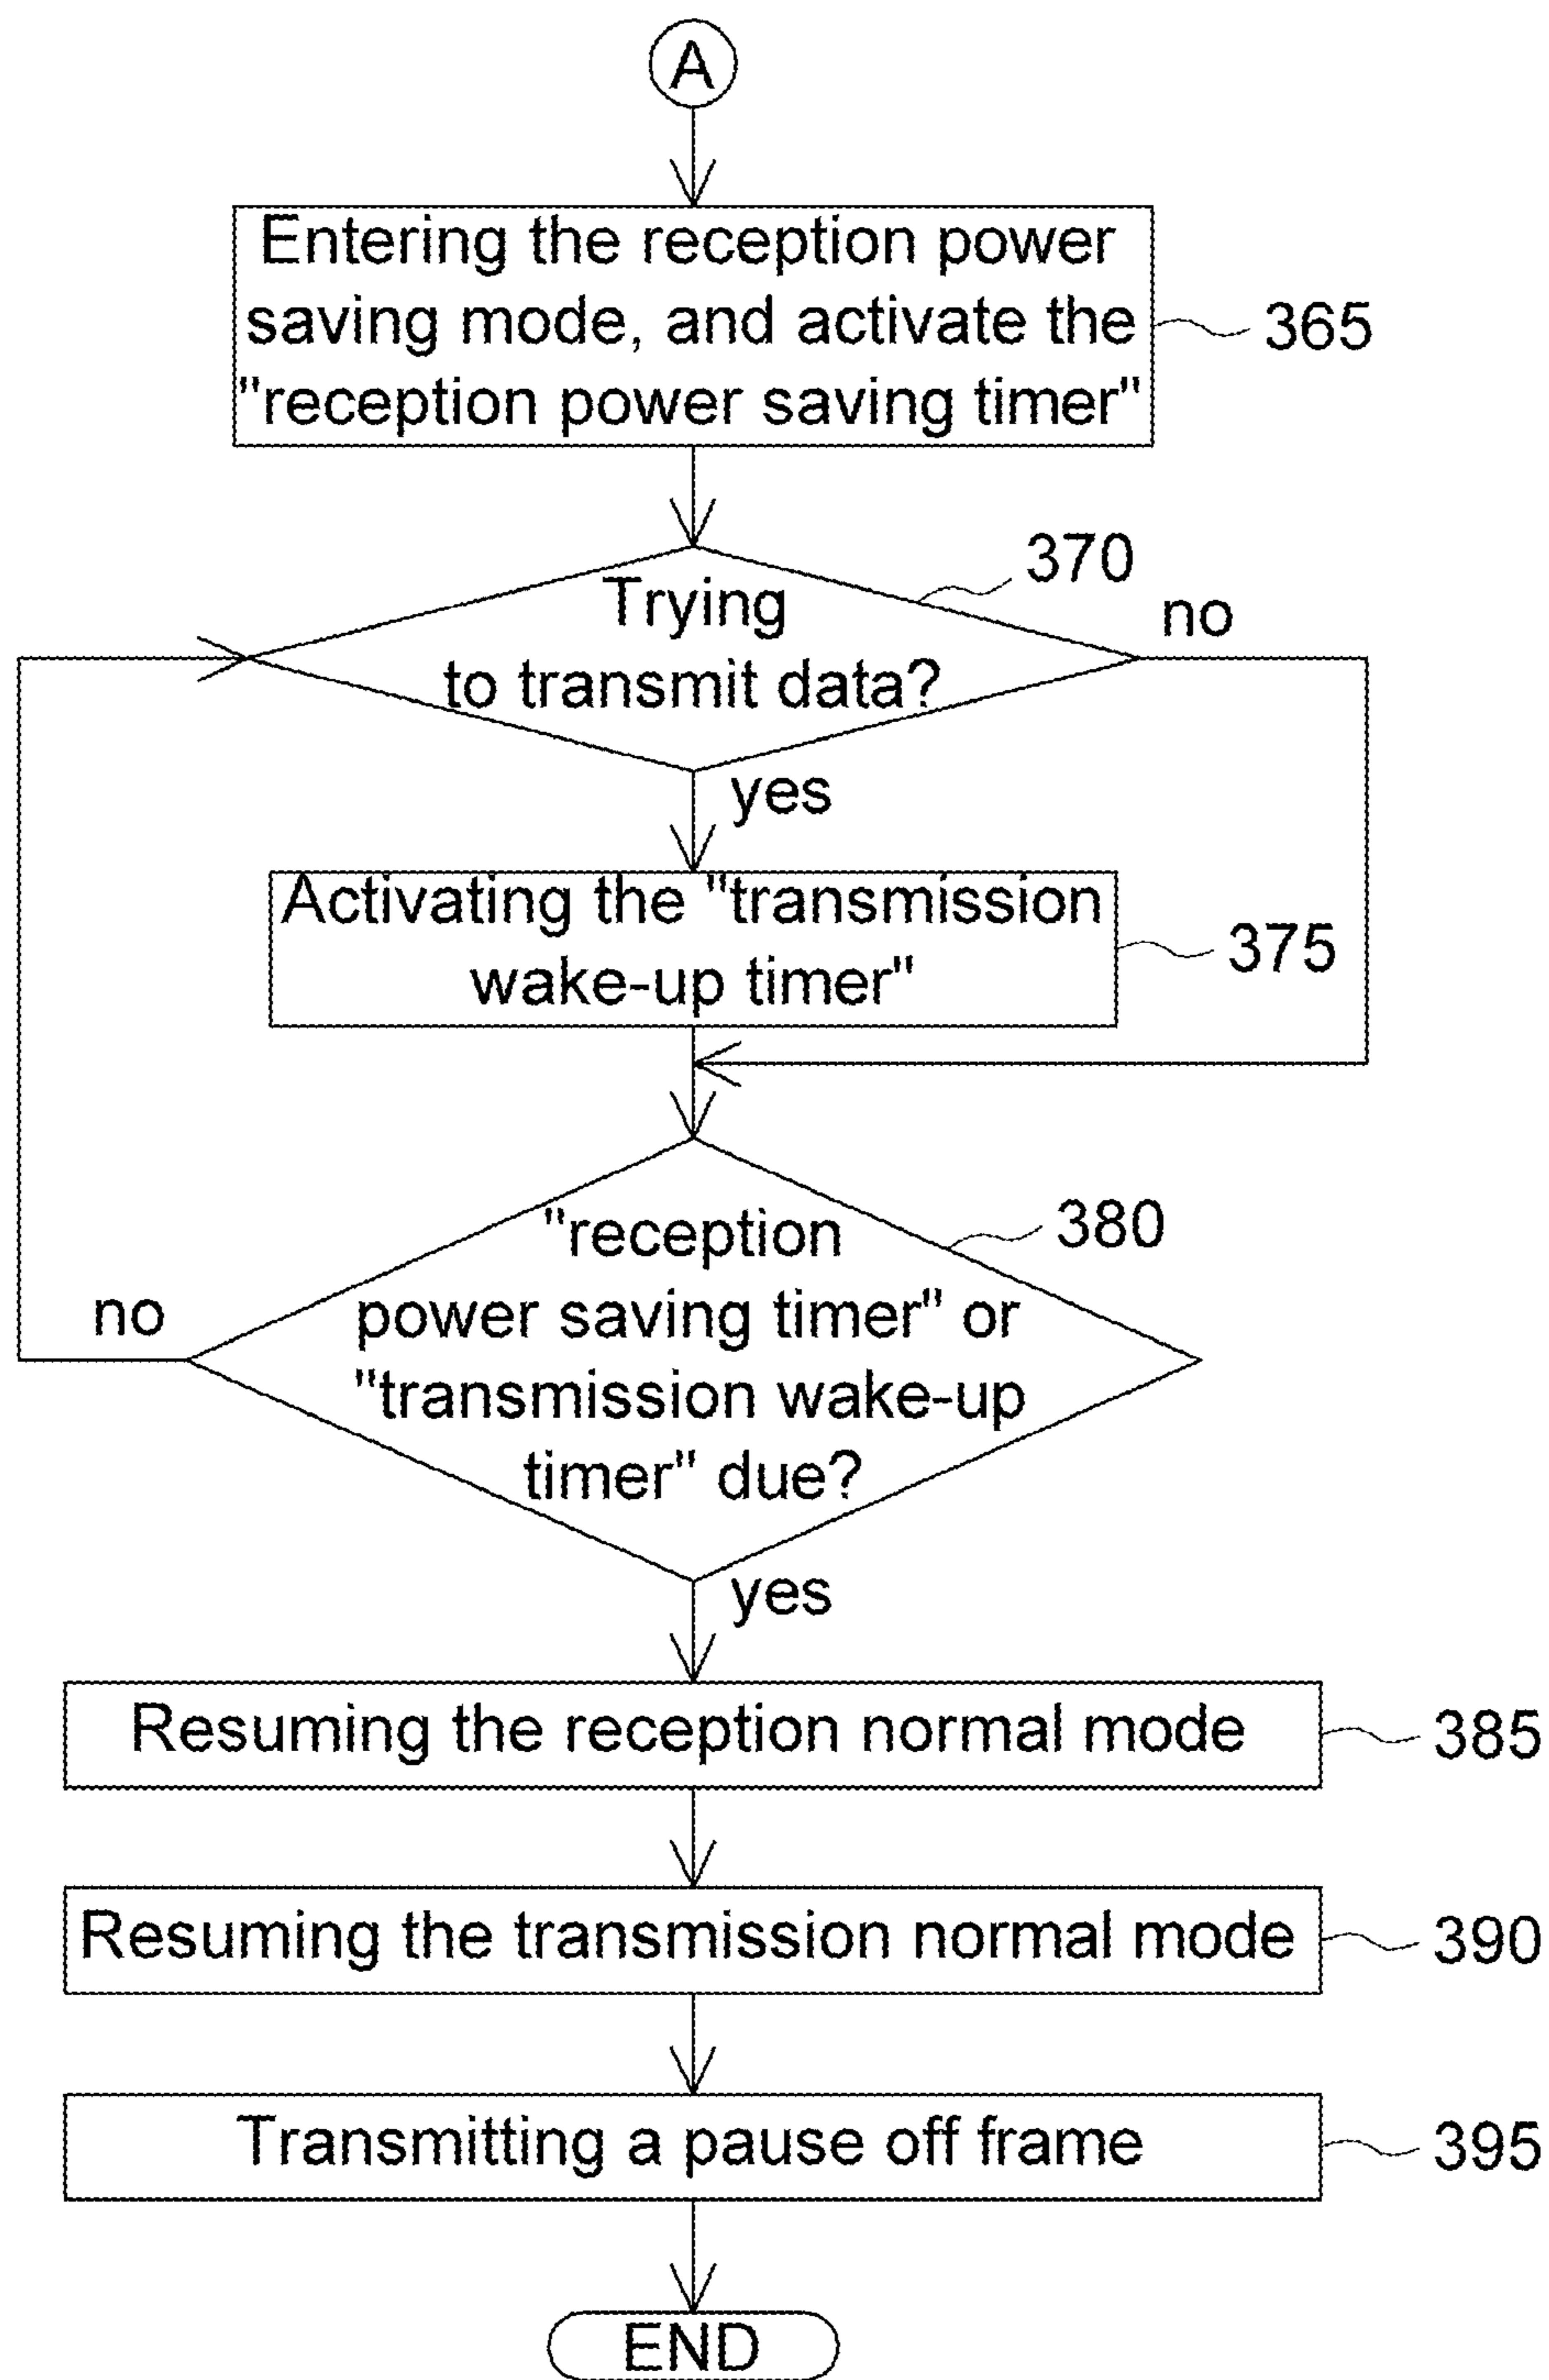 A
Entering the reception power
saving mode, and activate the
"reception power saving timer"
365
370
Trying
to transmit data?
no
yes
Activating the "transmission
wake-up timer"
375
380
"reception
power saving timer" or
"transmission wake-up
timer" due?
no
yes
Resuming the reception normal mode
385
Resuming the transmission normal mode
390
Transmitting a pause off frame
395
END